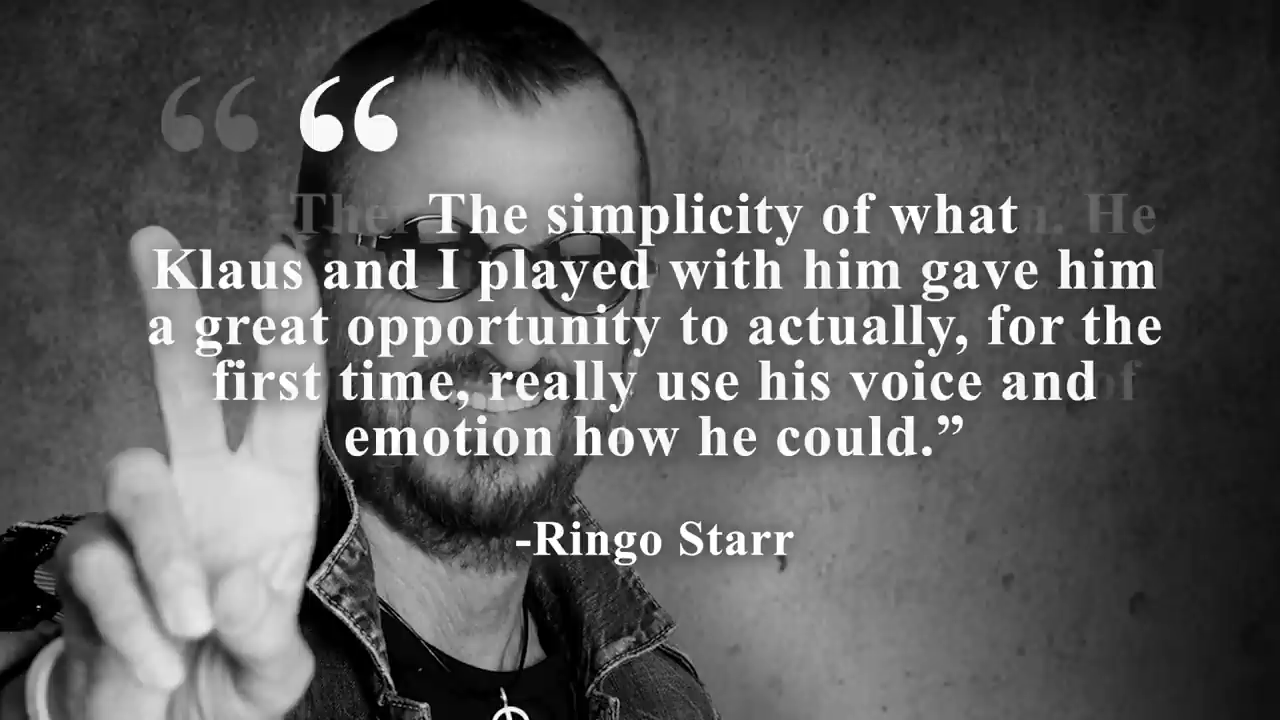 “ “
The simplicity of what
Klaus and I played with him gave him
a great opportunity to actually, for the
first time, really use his voice and
emotion how he could.”
-Ringo Starr